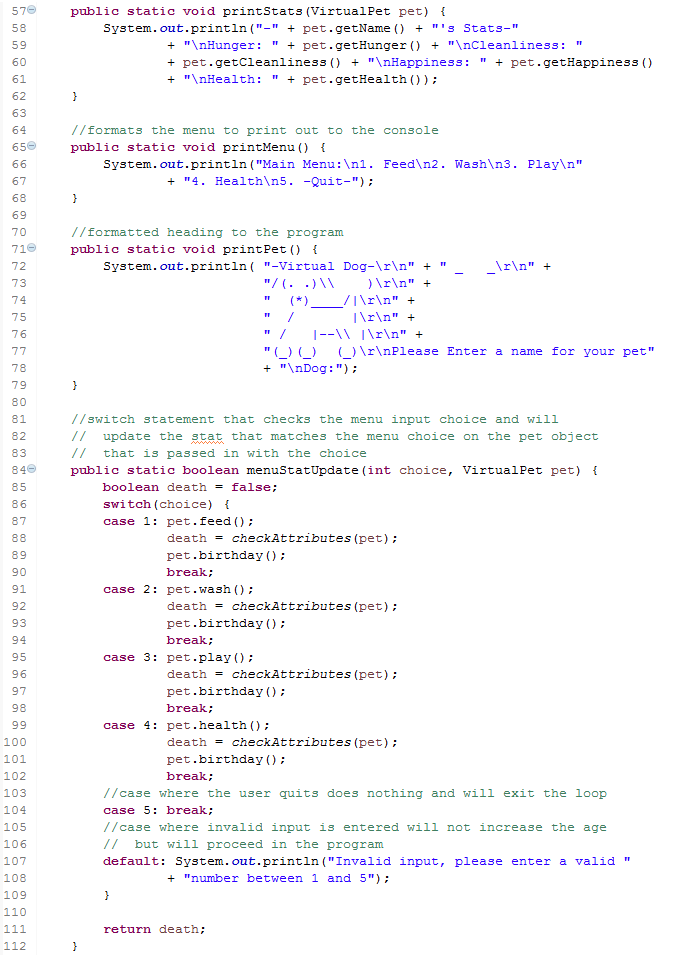 57    public static void printStats(VirtualPet pet) {
58        System.out.println("-" + pet.getName() + "'s Stats-"
59                + "\nHunger: " + pet.getHunger() + "\nCleanliness: "
60                + pet.getCleanliness() + "\nHappiness: " + pet.getHappiness()
61                + "\nHealth: " + pet.getHealth());
62    }
63
64    //formats the menu to print out to the console
65    public static void printMenu() {
66        System.out.println("Main Menu:\n1. Feed\n2. Wash\n3. Play\n"
67                + "4. Health\n5. -Quit-");
68    }
69
70    //formatted heading to the program
71    public static void printPet() {
72        System.out.println( "-Virtual Dog-\r\n" + " _   _\r\n" +
73                            "/(. .)\\    )\r\n" +
74                            "  (*)____/|\r\n" +
75                            "  /       |\r\n" +
76                            " /   |--\\ |\r\n" +
77                            "(_)(_)  (_)\r\nPlease Enter a name for your pet"
78                            + "\nDog:");
79    }
80
81    //switch statement that checks the menu input choice and will
82    //  update the stat that matches the menu choice on the pet object
83    //  that is passed in with the choice
84    public static boolean menuStatUpdate(int choice, VirtualPet pet) {
85        boolean death = false;
86        switch(choice) {
87        case 1: pet.feed();
88                death = checkAttributes(pet);
89                pet.birthday();
90                break;
91        case 2: pet.wash();
92                death = checkAttributes(pet);
93                pet.birthday();
94                break;
95        case 3: pet.play();
96                death = checkAttributes(pet);
97                pet.birthday();
98                break;
99        case 4: pet.health();
100                death = checkAttributes(pet);
101                pet.birthday();
102                break;
103        //case where the user quits does nothing and will exit the loop
104        case 5: break;
105        //case where invalid input is entered will not increase the age
106        //  but will proceed in the program
107        default: System.out.println("Invalid input, please enter a valid "
108                + "number between 1 and 5");
109        }
110
111        return death;
112    }